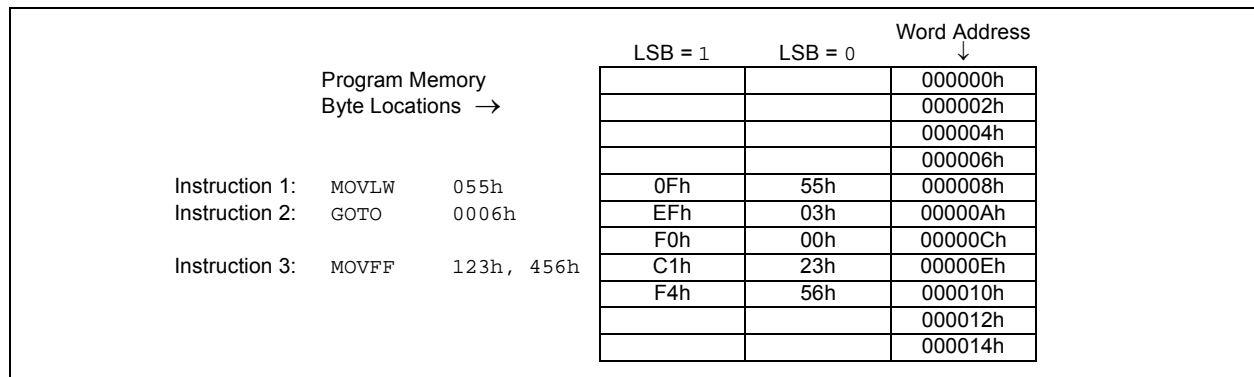 Word Address
LSB = 1 LSB = 0 ↓
Program Memory 000000h
Byte Locations → 000002h
000004h
000006h
Instruction 1: MOVLW 055h 0Fh 55h 000008h
Instruction 2: GOTO 0006h EFh 03h 00000Ah
F0h 00h 00000Ch
Instruction 3: MOVFF 123h, 456h C1h 23h 00000Eh
F4h 56h 000010h
000012h
000014h